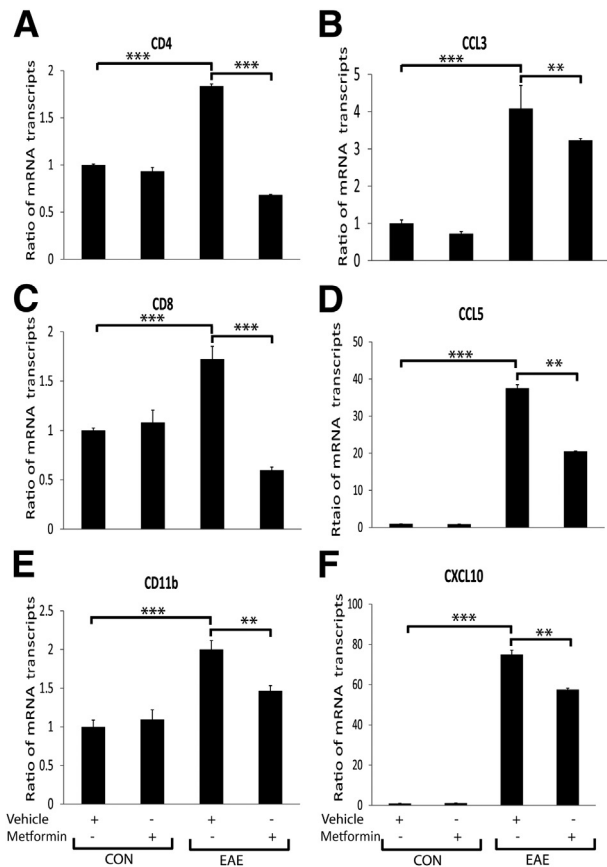 A
CD4
*** ***
Ratio of mRNA transcripts
2
1.5
1
0.5
0
B
CCL3
*** **
Ratio of mRNA transcripts
5
4
3
2
1
0
C
CD8
*** ***
Ratio of mRNA transcripts
2
1.5
1
0.5
0
D
CCL5
*** **
Rtaio of mRNA transcripts
50
40
30
20
10
0
E
CD11b
*** **
Ratio of mRNA transcripts
2.5
2
1.5
1
0.5
0
F
CXCL10
*** **
Ratio of mRNA transcripts
100
80
60
40
20
0
Vehicle + - + -
Metformin - + - +
CON EAE
Vehicle + - + -
Metformin - + - +
CON EAE